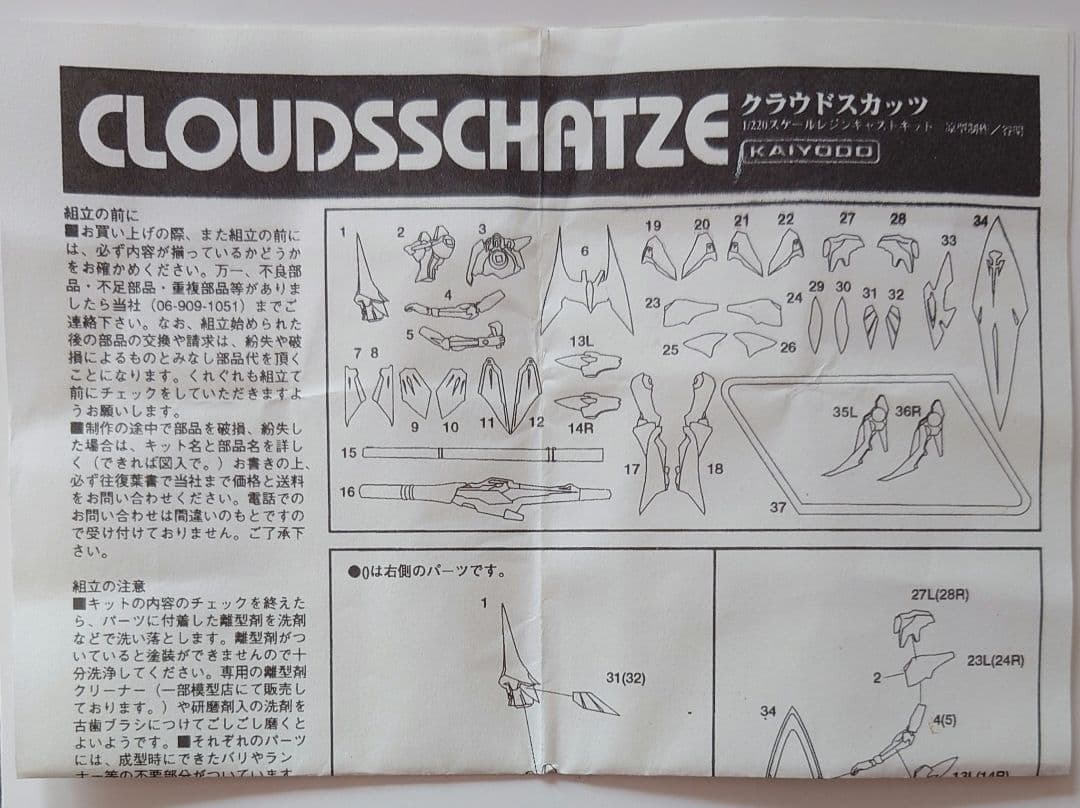 CLOUDSSCHATZE
クラウドスカッツ
1/220スケールレジンキャストキット 原型制作/谷明
KAIYODO
組立の前に
■お買い上げの際、また組立の前に
は、必ず内容が揃っているかどうか
をお確かめください。万一、不良部
品・不足部品・重複部品等がありま
したら当社（06-909-1051）までご
連絡下さい。なお、組立始められた
後の部品の交換や請求は、紛失や破
損によるものとみなし部品代を頂く
ことになります。くれぐれも組立て
前にチェックをしていただきますよ
うお願いします。
■制作の途中で部品を破損、紛失し
た場合は、キット名と部品名を詳し
く（できれば図入で。）お書きの上、
必ず往復葉書で当社まで価格と送料
をお問い合わせください。電話での
お問い合わせは間違いのもとですの
で受け付けておりません。ご了承下
さい。
組立の注意
■キットの内容のチェックを終えた
ら、パーツに付着した離型剤を洗剤
などで洗い落とします。離型剤がつ
いていると塗装ができませんので十
分洗浄してください。専用の離型剤
クリーナー（一部模型店にて販売し
ております。）や研磨剤入の洗剤を
古歯ブラシにつけてごしごし磨くと
よいようです。■それぞれのパーツ
には、成型時にできたバリやラン
ナー等の不要部分がついています
1
2
3
4
5
6
7 8
9
10
11
12
13L
14R
15
16
17
18
19
20
21
22
23
24
25
26
27
28
29
30
31
32
33
34
35L
36R
37
●()は右側のパーツです。
1
31(32)
27L(28R)
23L(24R)
2
34
4(5)
13L(14R)